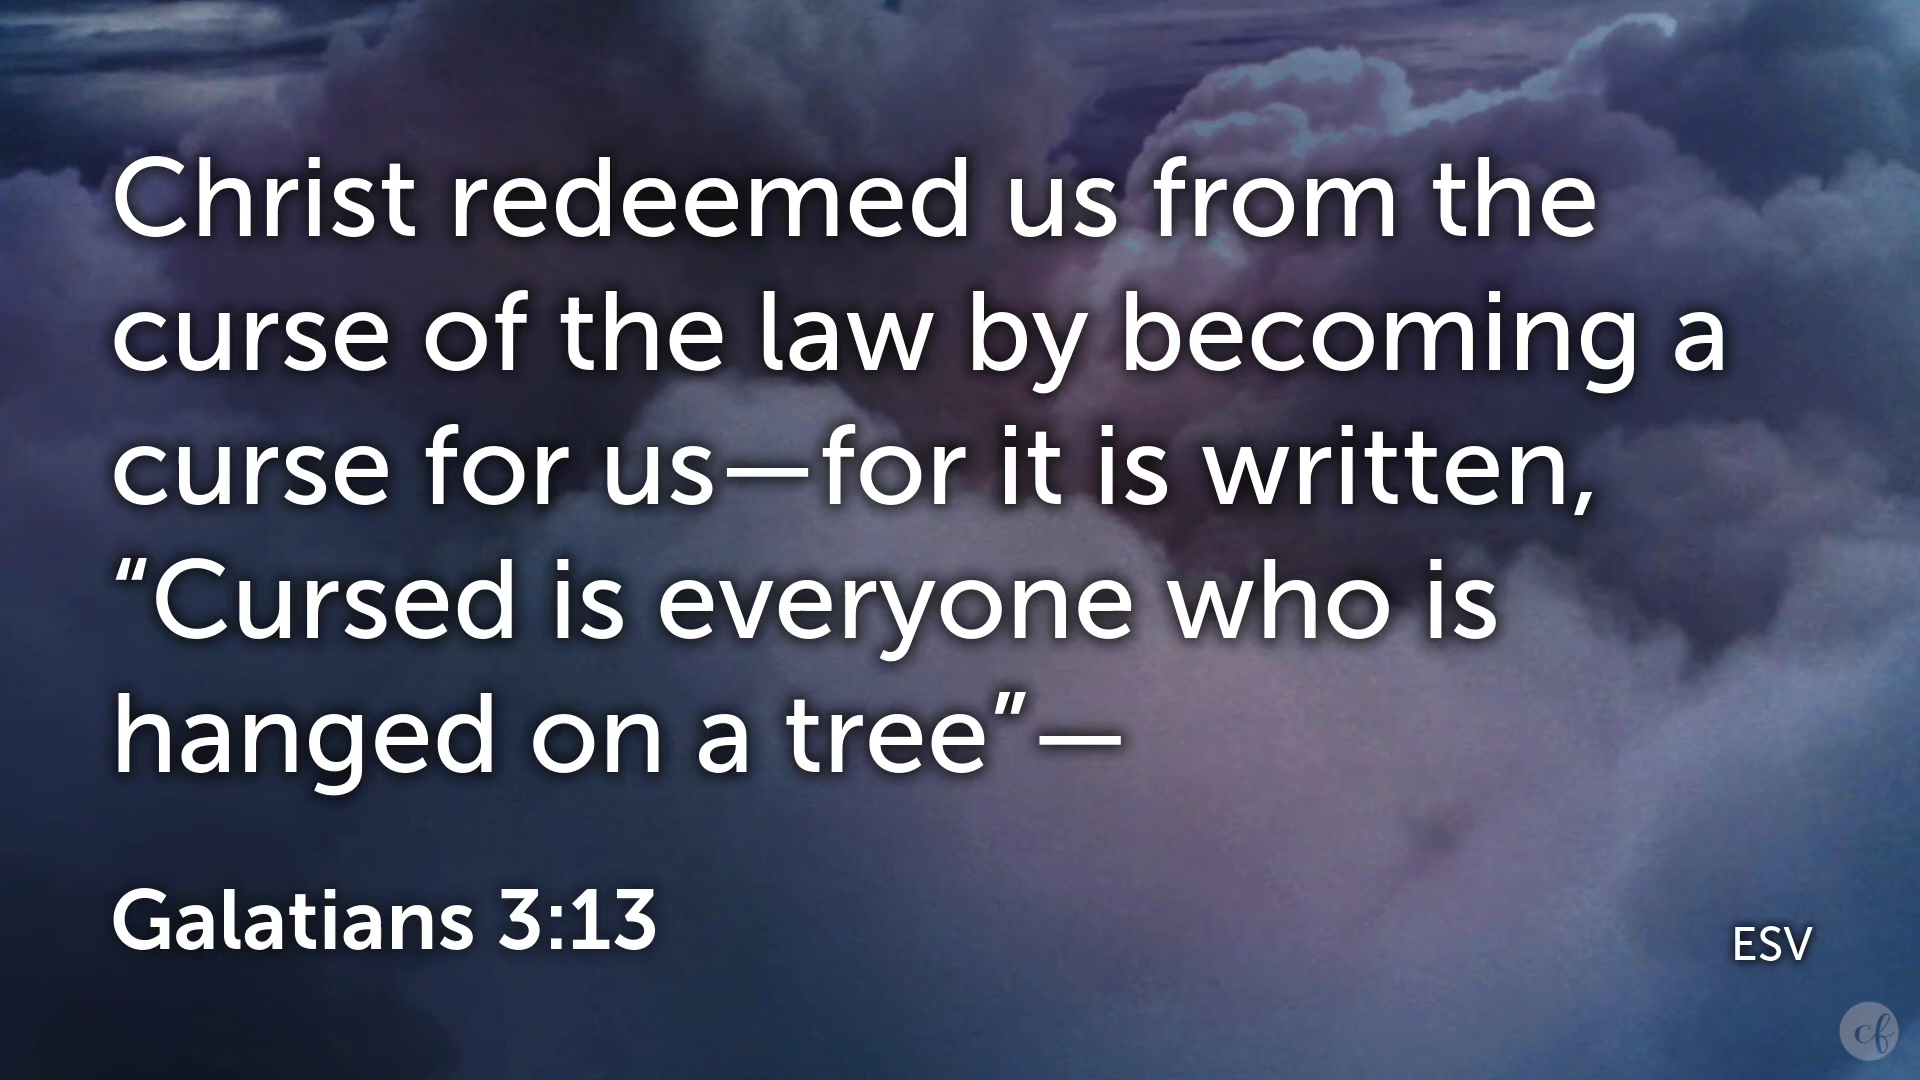 Christ redeemed us from the
curse of the law by becoming a
curse for us—for it is written,
“Cursed is everyone who is
hanged on a tree”—
Galatians 3:13
ESV
cf